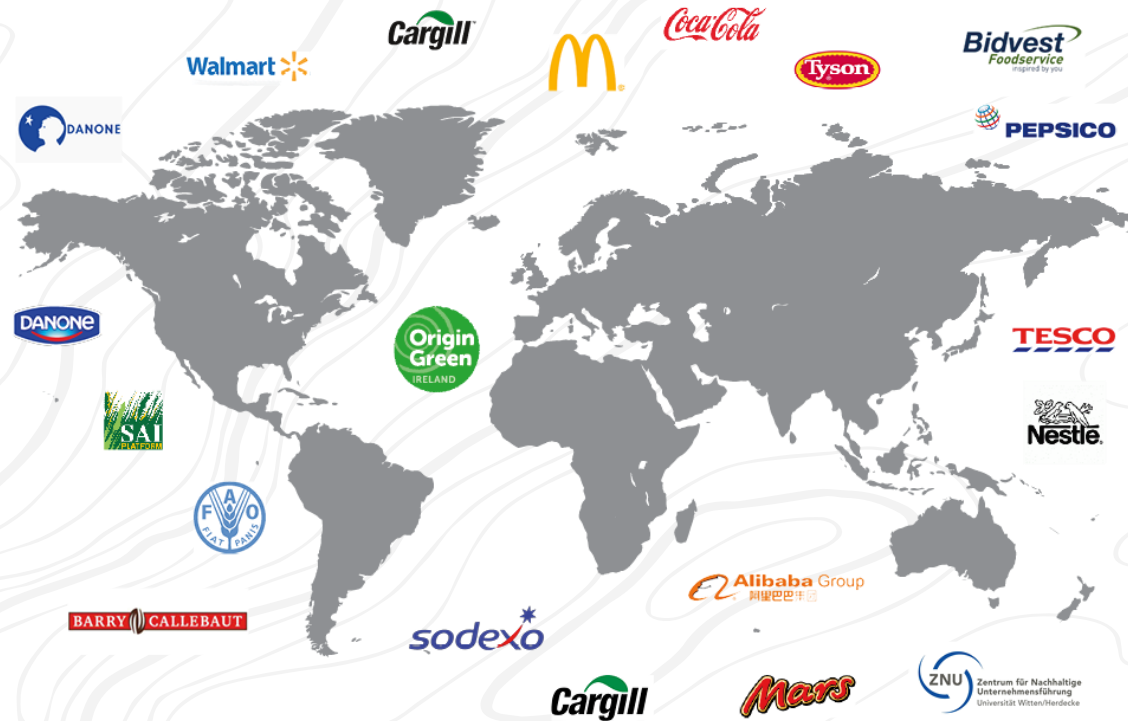 Cargill
Coca-Cola
Walmart
M
Tyson
Bidvest
Foodservice
inspired by you
DANONE
PEPSICO
DANONE
Origin
Green
IRELAND
TESCO
SAI
PLATFORM
Nestlé
FAO
FIAT PANIS
Alibaba Group
阿里巴巴集团
BARRY CALLEBAUT
sodexo
Cargill
Mars
ZNU
Zentrum für Nachhaltige
Unternehmensführung
Universität Witten/Herdecke